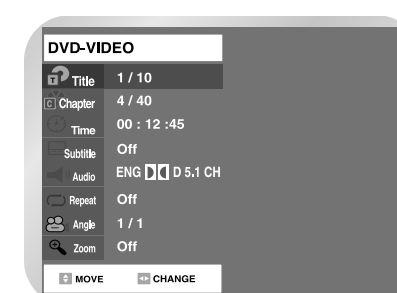 DVD-VIDEO
Title 1 / 10
Chapter 4 / 40
Time 00 : 12 :45
Subtitle Off
Audio ENG D 5.1 CH
Repeat Off
Angle 1 / 1
Zoom Off
MOVE CHANGE